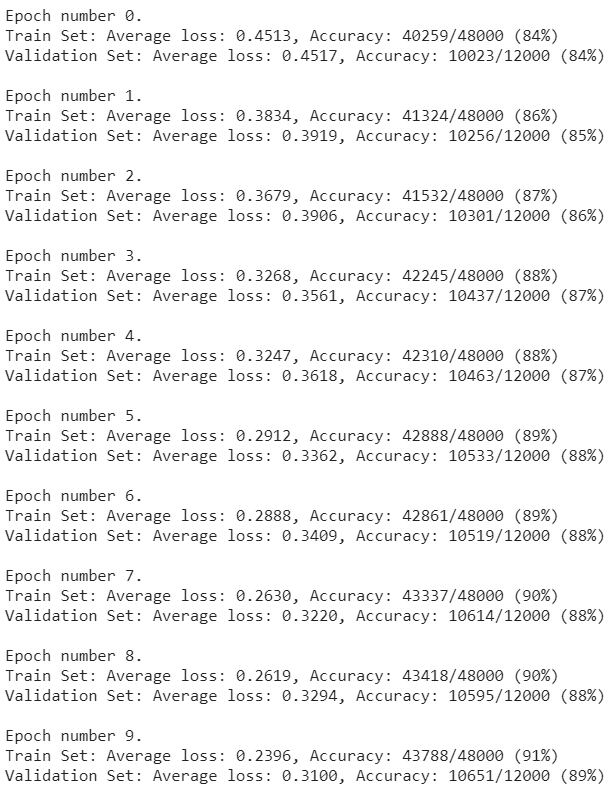 Epoch number 0.
Train Set: Average loss: 0.4513, Accuracy: 40259/48000 (84%)
Validation Set: Average loss: 0.4517, Accuracy: 10023/12000 (84%)
Epoch number 1.
Train Set: Average loss: 0.3834, Accuracy: 41324/48000 (86%)
Validation Set: Average loss: 0.3919, Accuracy: 10256/12000 (85%)
Epoch number 2.
Train Set: Average loss: 0.3679, Accuracy: 41532/48000 (87%)
Validation Set: Average loss: 0.3906, Accuracy: 10301/12000 (86%)
Epoch number 3.
Train Set: Average loss: 0.3268, Accuracy: 42245/48000 (88%)
Validation Set: Average loss: 0.3561, Accuracy: 10437/12000 (87%)
Epoch number 4.
Train Set: Average loss: 0.3247, Accuracy: 42310/48000 (88%)
Validation Set: Average loss: 0.3618, Accuracy: 10463/12000 (87%)
Epoch number 5.
Train Set: Average loss: 0.2912, Accuracy: 42888/48000 (89%)
Validation Set: Average loss: 0.3362, Accuracy: 10533/12000 (88%)
Epoch number 6.
Train Set: Average loss: 0.2888, Accuracy: 42861/48000 (89%)
Validation Set: Average loss: 0.3409, Accuracy: 10519/12000 (88%)
Epoch number 7.
Train Set: Average loss: 0.2630, Accuracy: 43337/48000 (90%)
Validation Set: Average loss: 0.3220, Accuracy: 10614/12000 (88%)
Epoch number 8.
Train Set: Average loss: 0.2619, Accuracy: 43418/48000 (90%)
Validation Set: Average loss: 0.3294, Accuracy: 10595/12000 (88%)
Epoch number 9.
Train Set: Average loss: 0.2396, Accuracy: 43788/48000 (91%)
Validation Set: Average loss: 0.3100, Accuracy: 10651/12000 (89%)